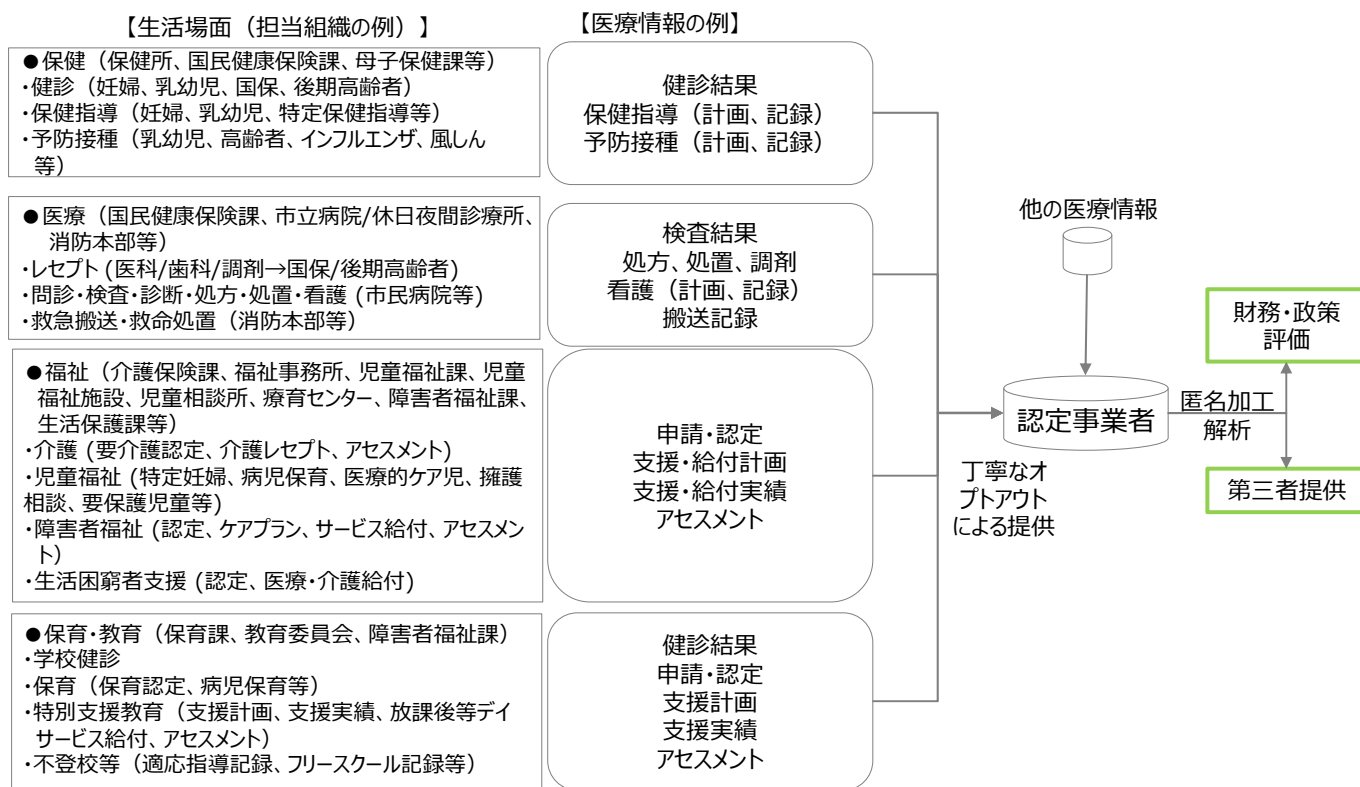 【生活場面（担当組織の例）】
【医療情報の例】
●保健（保健所、国民健康保険課、母子保健課等）
・健診（妊婦、乳幼児、国保、後期高齢者）
・保健指導（妊婦、乳幼児、特定保健指導等）
・予防接種（乳幼児、高齢者、インフルエンザ、風しん
等）
健診結果
保健指導（計画、記録）
予防接種（計画、記録）
●医療（国民健康保険課、市立病院/休日夜間診療所、
消防本部等）
・レセプト（医科/歯科/調剤→国保/後期高齢者）
・問診・検査・診断・処方・処置・看護（市民病院等）
・救急搬送・救命処置（消防本部等）
検査結果
処方、処置、調剤
看護（計画、記録）
搬送記録
●福祉（介護保険課、福祉事務所、児童福祉課、児童
福祉施設、児童相談所、療育センター、障害者福祉課、
生活保護課等）
・介護（要介護認定、介護レセプト、アセスメント）
・児童福祉（特定妊婦、病児保育、医療的ケア児、擁護
相談、要保護児童等）
・障害者福祉（認定、ケアプラン、サービス給付、アセスメン
ト）
・生活困窮者支援（認定、医療・介護給付）
申請・認定
支援・給付計画
支援・給付実績
アセスメント
●保育・教育（保育課、教育委員会、障害者福祉課）
・学校健診
・保育（保育認定、病児保育等）
・特別支援教育（支援計画、支援実績、放課後等デイ
サービス給付、アセスメント）
・不登校等（適応指導記録、フリースクール記録等）
健診結果
申請・認定
支援計画
支援実績
アセスメント
他の医療情報
認定事業者
丁寧なオ
プトアウト
による提供
匿名加工
解析
財務・政策
評価
第三者提供